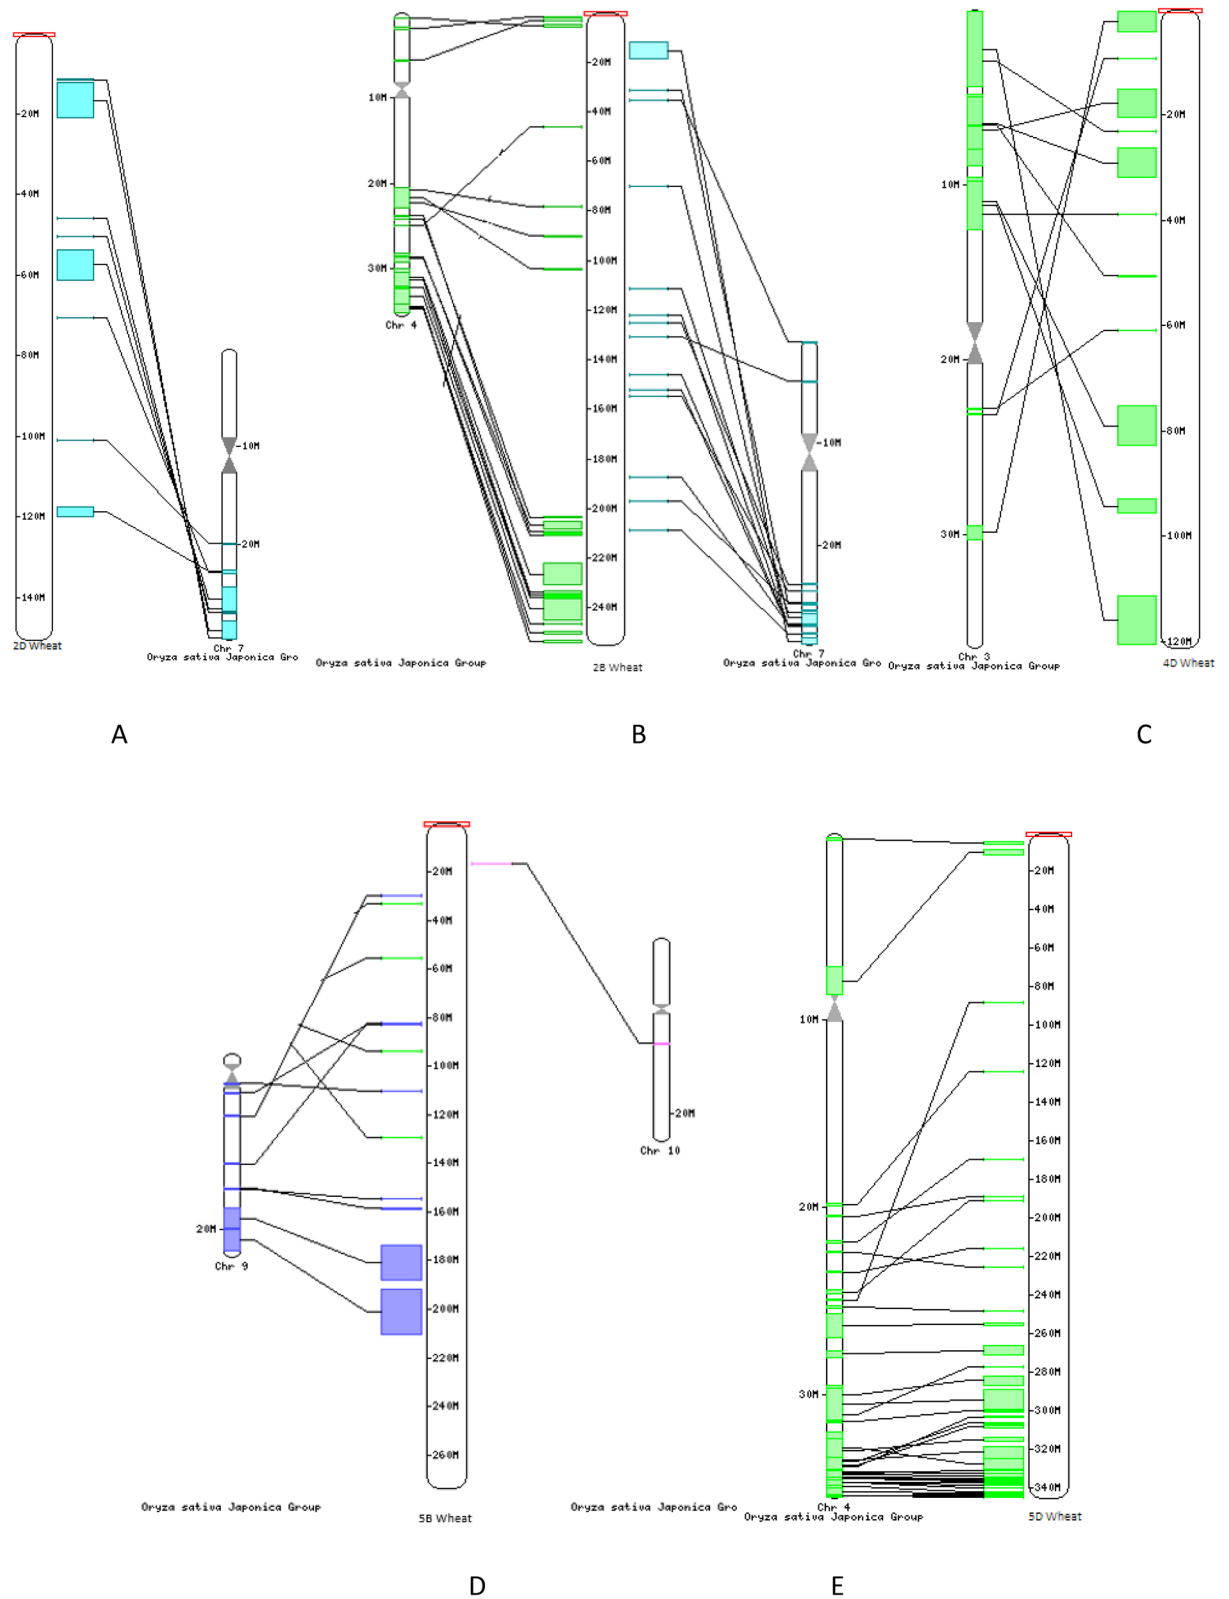 20M
40M
60M
80M
100M
120M
140M
2D Wheat
10M
20M
Chr 7
Oryza sativa Japonica Gro
10M
20M
30M
Chr 4
Oryza sativa Japonica Group
20M
40M
60M
80M
100M
120M
140M
160M
180M
200M
220M
240M
2B Wheat
10M
20M
Chr 7
Oryza sativa Japonica Gro
10M
20M
30M
Chr 3
Oryza sativa Japonica Group
20M
40M
60M
80M
100M
120M
4D Wheat
A
B
C
20M
Chr 9
Oryza sativa Japonica Group
20M
40M
60M
80M
100M
120M
140M
160M
180M
200M
220M
240M
260M
5B Wheat
20M
Chr 10
Oryza sativa Japonica Gro
10M
20M
30M
Chr 4
Oryza sativa Japonica Group
20M
40M
60M
80M
100M
120M
140M
160M
180M
200M
220M
240M
260M
280M
300M
320M
340M
5D Wheat
D
E